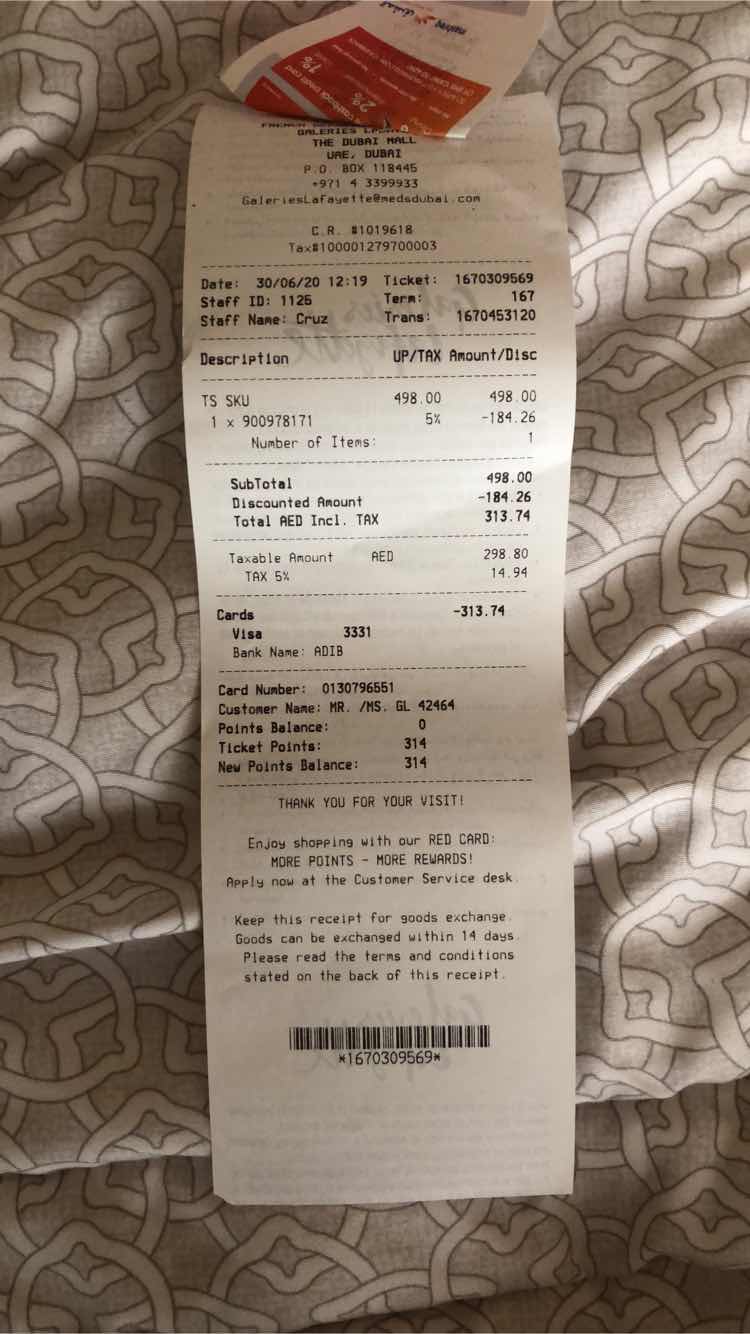 mashreq
1%
cashback credit card
2%
GALERIES
THE DUBAI MALL
UAE, DUBAI
P.O. BOX 118445
+971 4 3399933
GaleriesLafayette@medsdubai.com
C.R. #1019618
Tax#100001279700003
Date: 30/06/20 12:19 Ticket: 1670309569
Staff ID: 1126 Term: 167
Staff Name: Cruz Trans: 1670453120
Description UP/TAX Amount/Disc
TS SKU 498.00 498.00
1 x 900978171 5% -184.26
Number of Items: 1
SubTotal 498.00
Discounted Amount -184.26
Total AED Incl. TAX 313.74
Taxable Amount AED 298.80
TAX 5% 14.94
Cards -313.74
Visa 3331
Bank Name: ADIB
Card Number: 0130796551
Customer Name: MR. /MS. GL 42464
Points Balance: 0
Ticket Points: 314
New Points Balance: 314
THANK YOU FOR YOUR VISIT!
Enjoy shopping with our RED CARD:
MORE POINTS - MORE REWARDS!
Apply now at the Customer Service desk.
Keep this receipt for goods exchange.
Goods can be exchanged within 14 days.
Please read the terms and conditions
stated on the back of this receipt.
*1670309569*